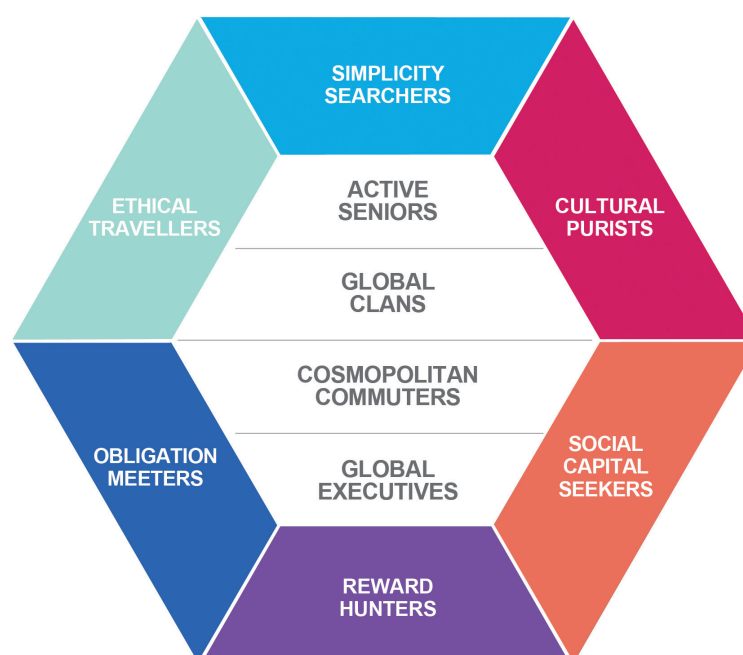 SIMPLICITY
SEARCHERS
ACTIVE
SENIORS
ETHICAL
TRAVELLERS
CULTURAL
PURISTS
GLOBAL
CLANS
COSMOPOLITAN
COMMUTERS
OBLIGATION
MEETERS
SOCIAL
CAPITAL
SEEKERS
GLOBAL
EXECUTIVES
REWARD
HUNTERS